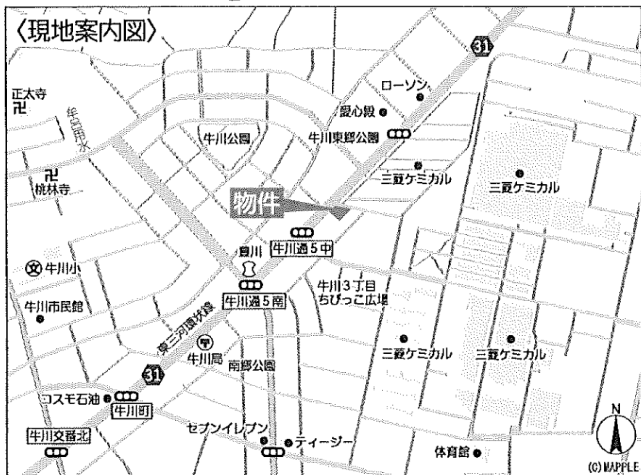 〈現地案内図〉
31
正太寺
牟呂用水
ローソン
愛心殿
牛川公園
牛川東郷公園
三菱ケミカル
三菱ケミカル
桃林寺
物件
牛川通5中
豊川
牛川小
文
牛川通5南
牛川3丁目
ちびっこ広場
牛川市民館
東三河環状線
三菱ケミカル
三菱ケミカル
牛川局
南郷公園
31
コスモ石油
牛川町
牛川交番北
セブンイレブン
ティージー
体育館
N
(C)MAPPLE